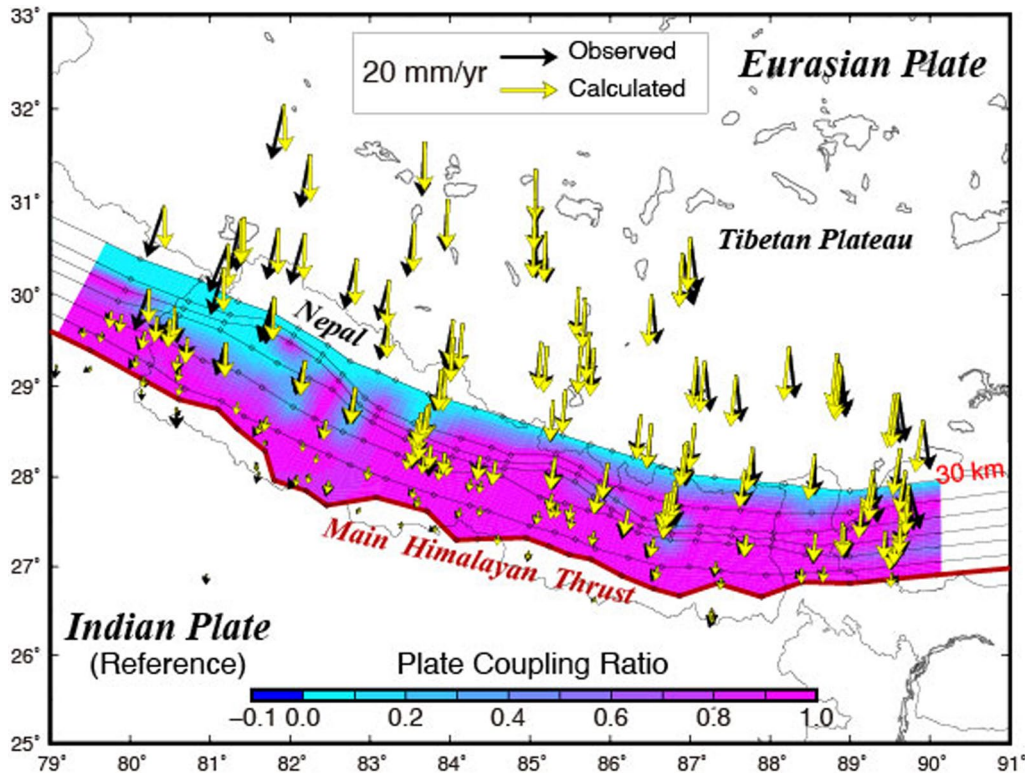 33°
32°
31°
30°
29°
28°
27°
26°
25°
20 mm/yr
Observed
Calculated
Eurasian Plate
Tibetan Plateau
Nepal
30 km
Main Himalayan Thrust
Indian Plate
(Reference)
Plate Coupling Ratio
−0.1 0.0 0.2 0.4 0.6 0.8 1.0
79° 80° 81° 82° 83° 84° 85° 86° 87° 88° 89° 90° 91°